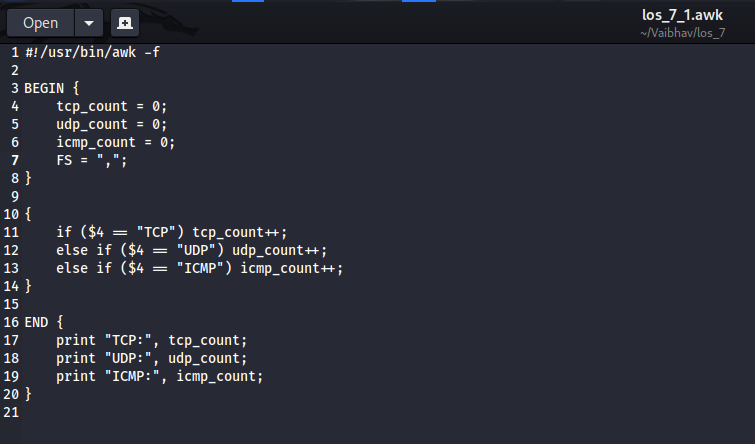 Open
los_7_1.awk
~/Vaibhav/los_7
1 #!/usr/bin/awk -f
2
3 BEGIN {
4     tcp_count = 0;
5     udp_count = 0;
6     icmp_count = 0;
7     FS = ",";
8 }
9
10 {
11     if ($4 == "TCP") tcp_count++;
12     else if ($4 == "UDP") udp_count++;
13     else if ($4 == "ICMP") icmp_count++;
14 }
15
16 END {
17     print "TCP:", tcp_count;
18     print "UDP:", udp_count;
19     print "ICMP:", icmp_count;
20 }
21